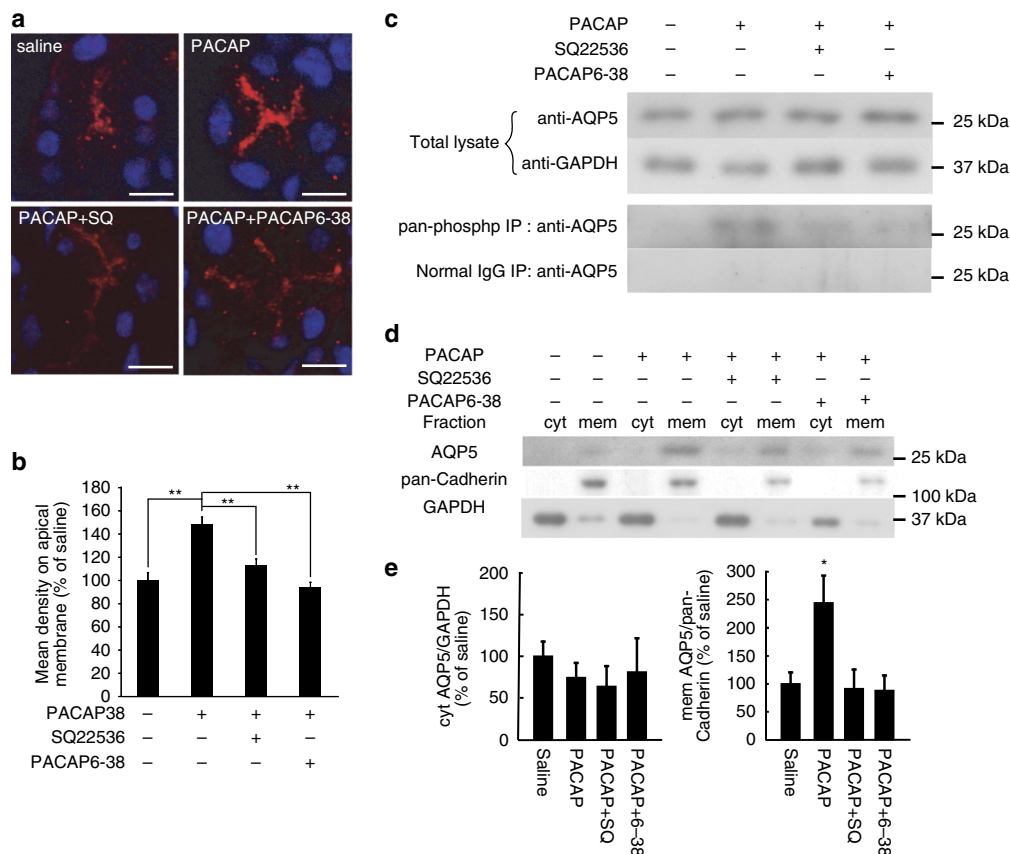 a
saline
PACAP
PACAP+SQ
PACAP+PACAP6-38
b
Mean density on apical
membrane (% of saline)
180
160
140
120
100
80
60
40
20
0
** ** **
PACAP38 – + + +
SQ22536 – – + –
PACAP6-38 – – – +
c
PACAP – + + +
SQ22536 – – + –
PACAP6-38 – – – +
Total lysate
anti-AQP5 25 kDa
anti-GAPDH 37 kDa
pan-phosphp IP : anti-AQP5 25 kDa
Normal IgG IP: anti-AQP5 25 kDa
d
PACAP – – + + + + + +
SQ22536 – – – – + + – –
PACAP6-38 – – – – – – + +
Fraction cyt mem cyt mem cyt mem cyt mem
AQP5 25 kDa
pan-Cadherin 100 kDa
GAPDH 37 kDa
e
cyt AQP5/GAPDH
(% of saline)
200
150
100
50
0
Saline
PACAP
PACAP+SQ
PACAP+6–38
mem AQP5/pan-
Cadherin (% of saline)
300
250
200
150
100
50
0
*
Saline
PACAP
PACAP+SQ
PACAP+6–38